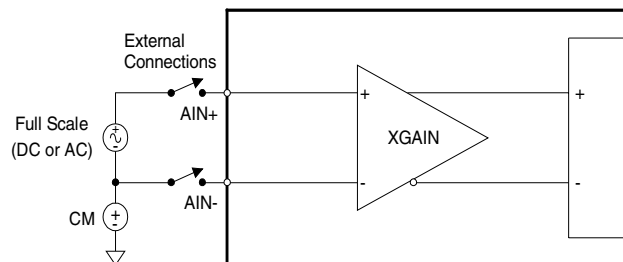 External
Connections
+
+
AIN+
Full Scale
(DC or AC)
+
-
XGAIN
-
-
AIN-
CM
+
-